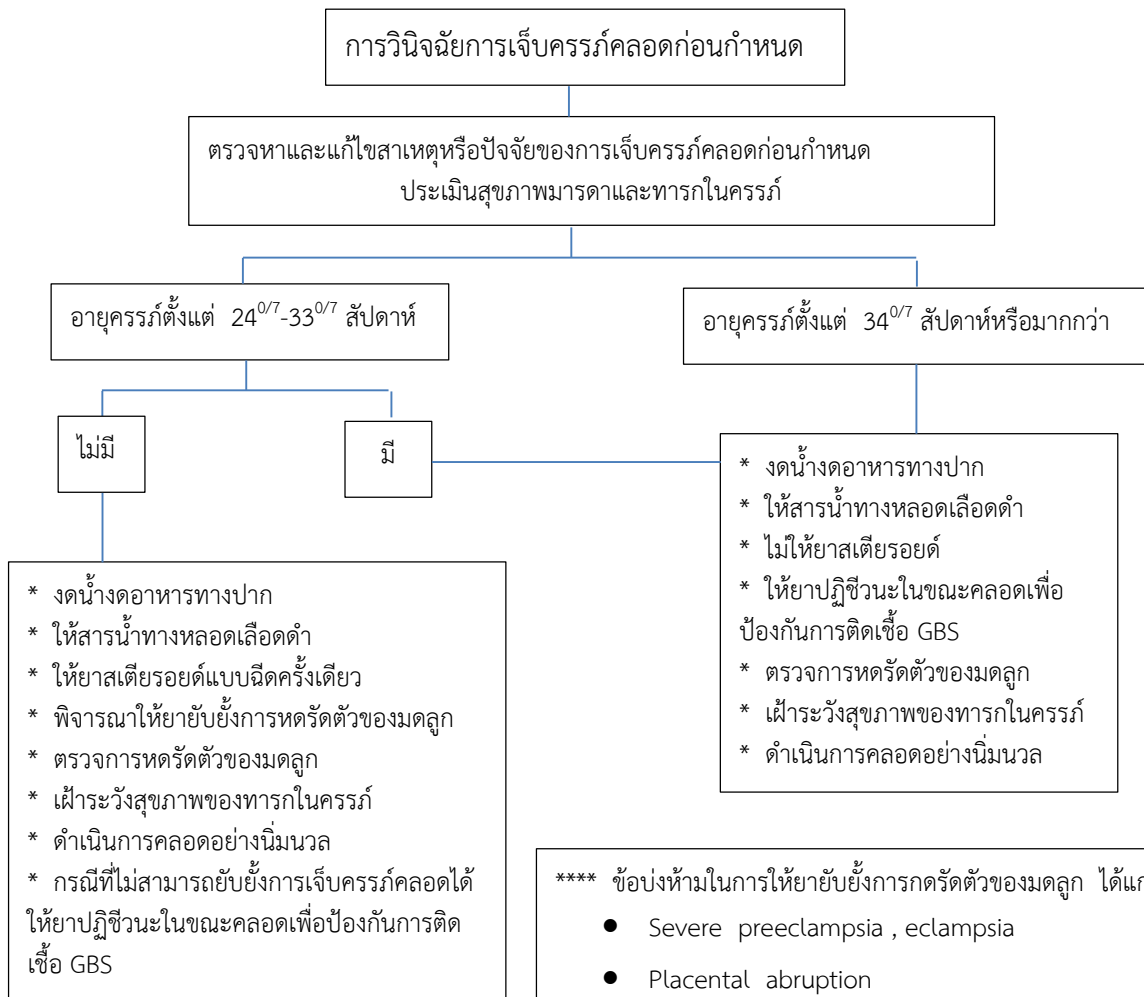 การวินิจฉัยการเจ็บครรภ์คลอดก่อนกำหนด
ตรวจหาและแก้ไขสาเหตุหรือปัจจัยของการเจ็บครรภ์คลอดก่อนกำหนด
ประเมินสุขภาพมารดาและทารกในครรภ์
อายุครรภ์ตั้งแต่ 24^0/7-33^0/7 สัปดาห์
อายุครรภ์ตั้งแต่ 34^0/7 สัปดาห์หรือมากกว่า
ไม่มี
มี
* งดน้ำงดอาหารทางปาก
* ให้สารน้ำทางหลอดเลือดดำ
* ไม่ให้ยาสเตียรอยด์
* ให้ยาปฏิชีวนะในขณะคลอดเพื่อ
ป้องกันการติดเชื้อ GBS
* ตรวจการหดรัดตัวของมดลูก
* เฝ้าระวังสุขภาพของทารกในครรภ์
* ดำเนินการคลอดอย่างนิ่มนวล
* งดน้ำงดอาหารทางปาก
* ให้สารน้ำทางหลอดเลือดดำ
* ให้ยาสเตียรอยด์แบบฉีดครั้งเดียว
* พิจารณาให้ยายับยั้งการหดรัดตัวของมดลูก
* ตรวจการหดรัดตัวของมดลูก
* เฝ้าระวังสุขภาพของทารกในครรภ์
* ดำเนินการคลอดอย่างนิ่มนวล
* กรณีที่ไม่สามารถยับยั้งการเจ็บครรภ์คลอดได้
ให้ยาปฏิชีวนะในขณะคลอดเพื่อป้องกันการติด
เชื้อ GBS
**** ข้อบ่งห้ามในการให้ยายับยั้งการกดรัดตัวของมดลูก ได้แก
● Severe preeclampsia , eclampsia
● Placental abruption